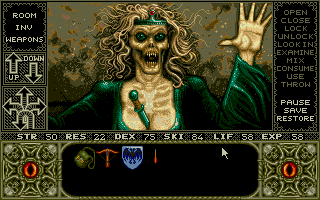 ROOM
INV
WEAPONS
UP
DOWN
OPEN
CLOSE
LOCK
UNLOCK
LOOK IN
EXAMINE
MIX
CONSUME
USE
THROW
PAUSE
SAVE
RESTORE
STR 50 RES 22 DEX 75 SKI 84 LIF 58 EXP 58